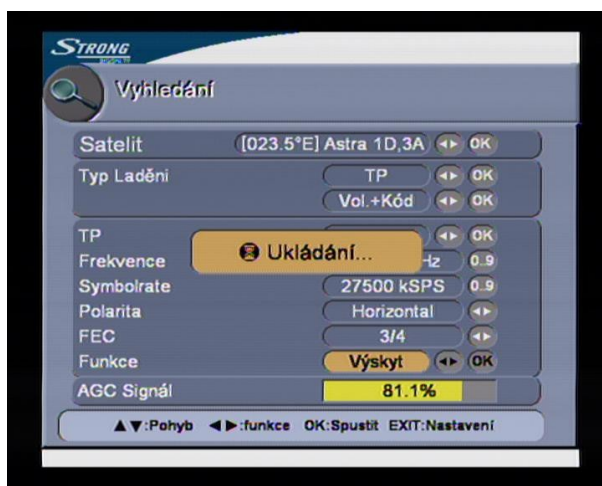 STRONG
Vyhledání
Satelit [023.5°E] Astra 1D,3A OK
Typ Laděni TP OK
Vol.+Kód OK
TP OK
Ukládání...
Frekvence Hz 0..9
Symbolrate 27500 kSPS 0..9
Polarita Horizontal
FEC 3/4
Funkce Výskyt OK
AGC Signál 81.1%
▲▼:Pohyb ◄►:funkce OK:Spustit EXIT:Nastavení